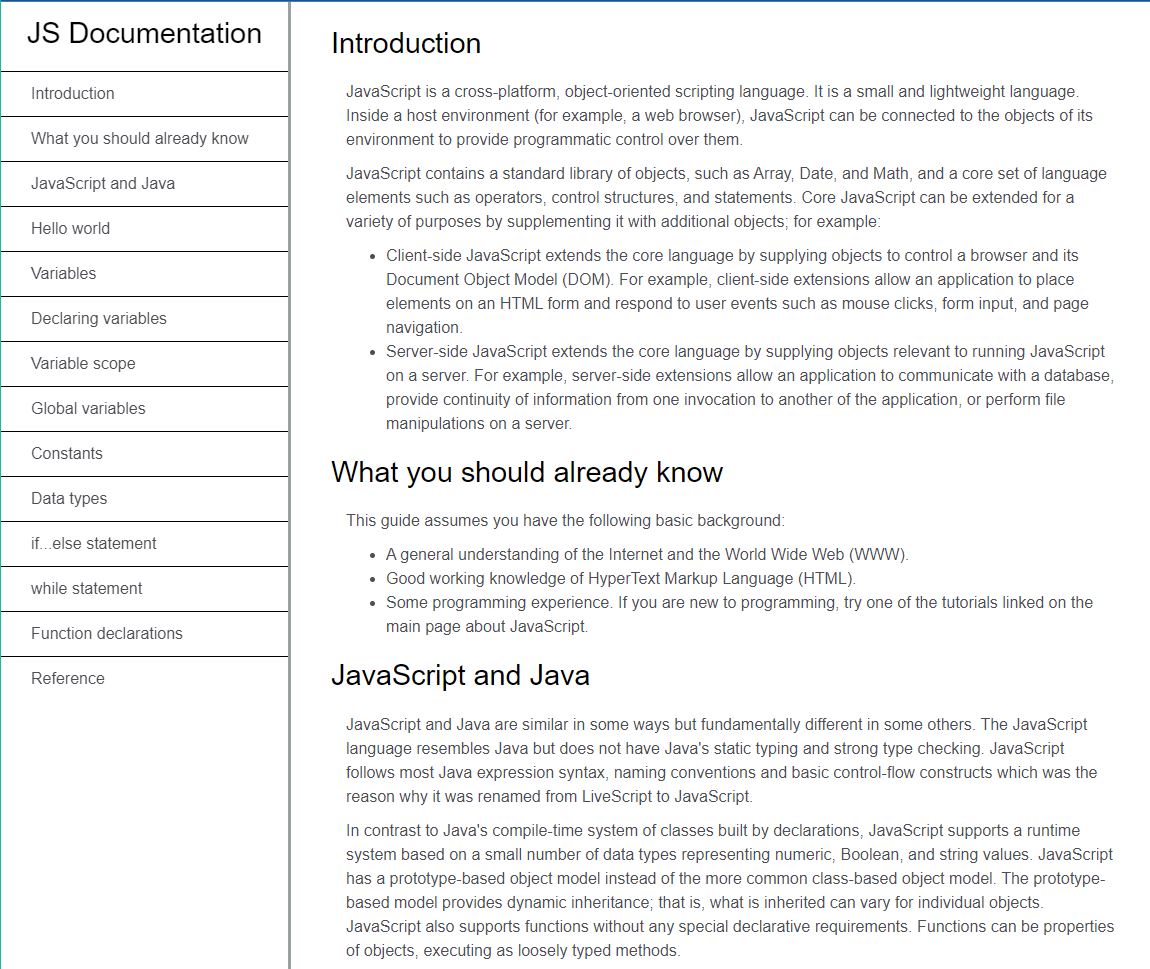 JS Documentation
Introduction
What you should already know
JavaScript and Java
Hello world
Variables
Declaring variables
Variable scope
Global variables
Constants
Data types
if...else statement
while statement
Function declarations
Reference
Introduction
JavaScript is a cross-platform, object-oriented scripting language. It is a small and lightweight language.
Inside a host environment (for example, a web browser), JavaScript can be connected to the objects of its
environment to provide programmatic control over them.
JavaScript contains a standard library of objects, such as Array, Date, and Math, and a core set of language
elements such as operators, control structures, and statements. Core JavaScript can be extended for a
variety of purposes by supplementing it with additional objects; for example:
• Client-side JavaScript extends the core language by supplying objects to control a browser and its
Document Object Model (DOM). For example, client-side extensions allow an application to place
elements on an HTML form and respond to user events such as mouse clicks, form input, and page
navigation.
• Server-side JavaScript extends the core language by supplying objects relevant to running JavaScript
on a server. For example, server-side extensions allow an application to communicate with a database,
provide continuity of information from one invocation to another of the application, or perform file
manipulations on a server.
What you should already know
This guide assumes you have the following basic background:
• A general understanding of the Internet and the World Wide Web (WWW).
• Good working knowledge of HyperText Markup Language (HTML).
• Some programming experience. If you are new to programming, try one of the tutorials linked on the
main page about JavaScript.
JavaScript and Java
JavaScript and Java are similar in some ways but fundamentally different in some others. The JavaScript
language resembles Java but does not have Java's static typing and strong type checking. JavaScript
follows most Java expression syntax, naming conventions and basic control-flow constructs which was the
reason why it was renamed from LiveScript to JavaScript.
In contrast to Java's compile-time system of classes built by declarations, JavaScript supports a runtime
system based on a small number of data types representing numeric, Boolean, and string values. JavaScript
has a prototype-based object model instead of the more common class-based object model. The prototype-
based model provides dynamic inheritance; that is, what is inherited can vary for individual objects.
JavaScript also supports functions without any special declarative requirements. Functions can be properties
of objects, executing as loosely typed methods.